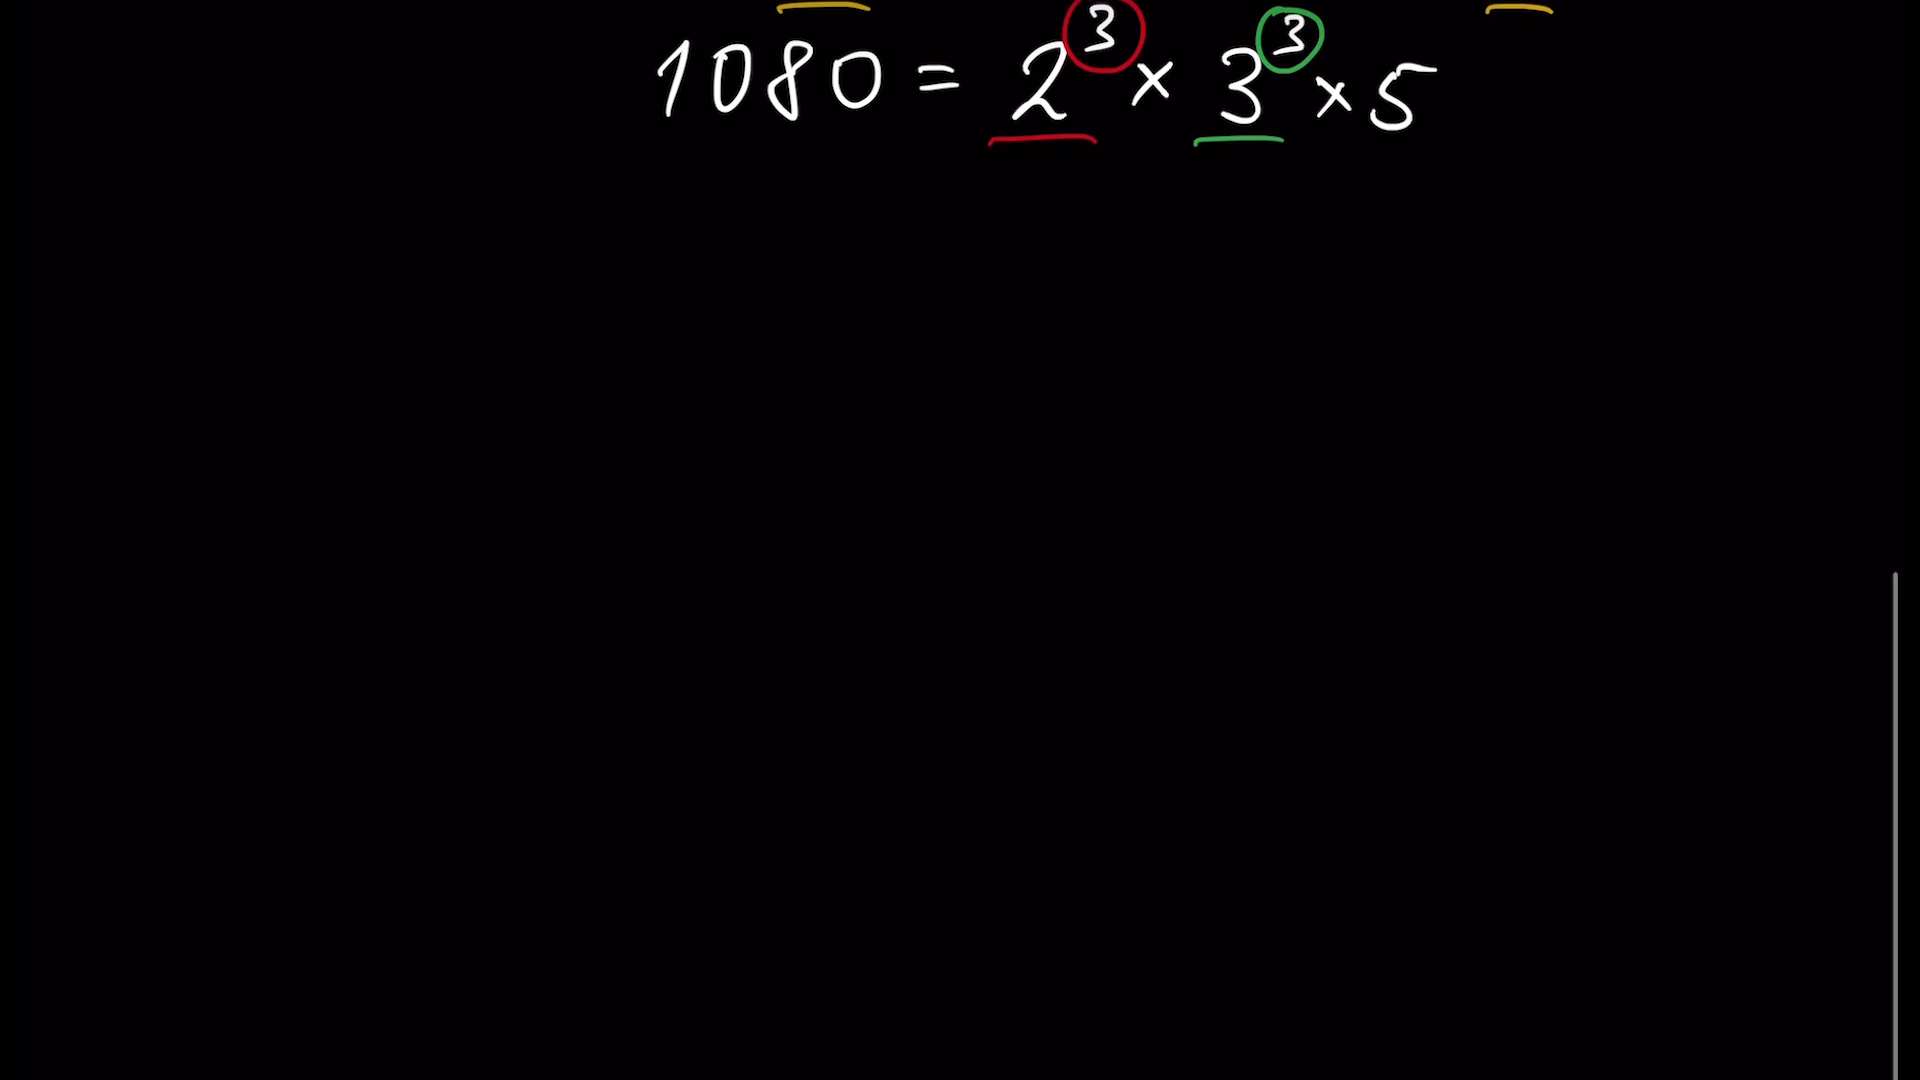 1080 = 2³ × 3³ × 5